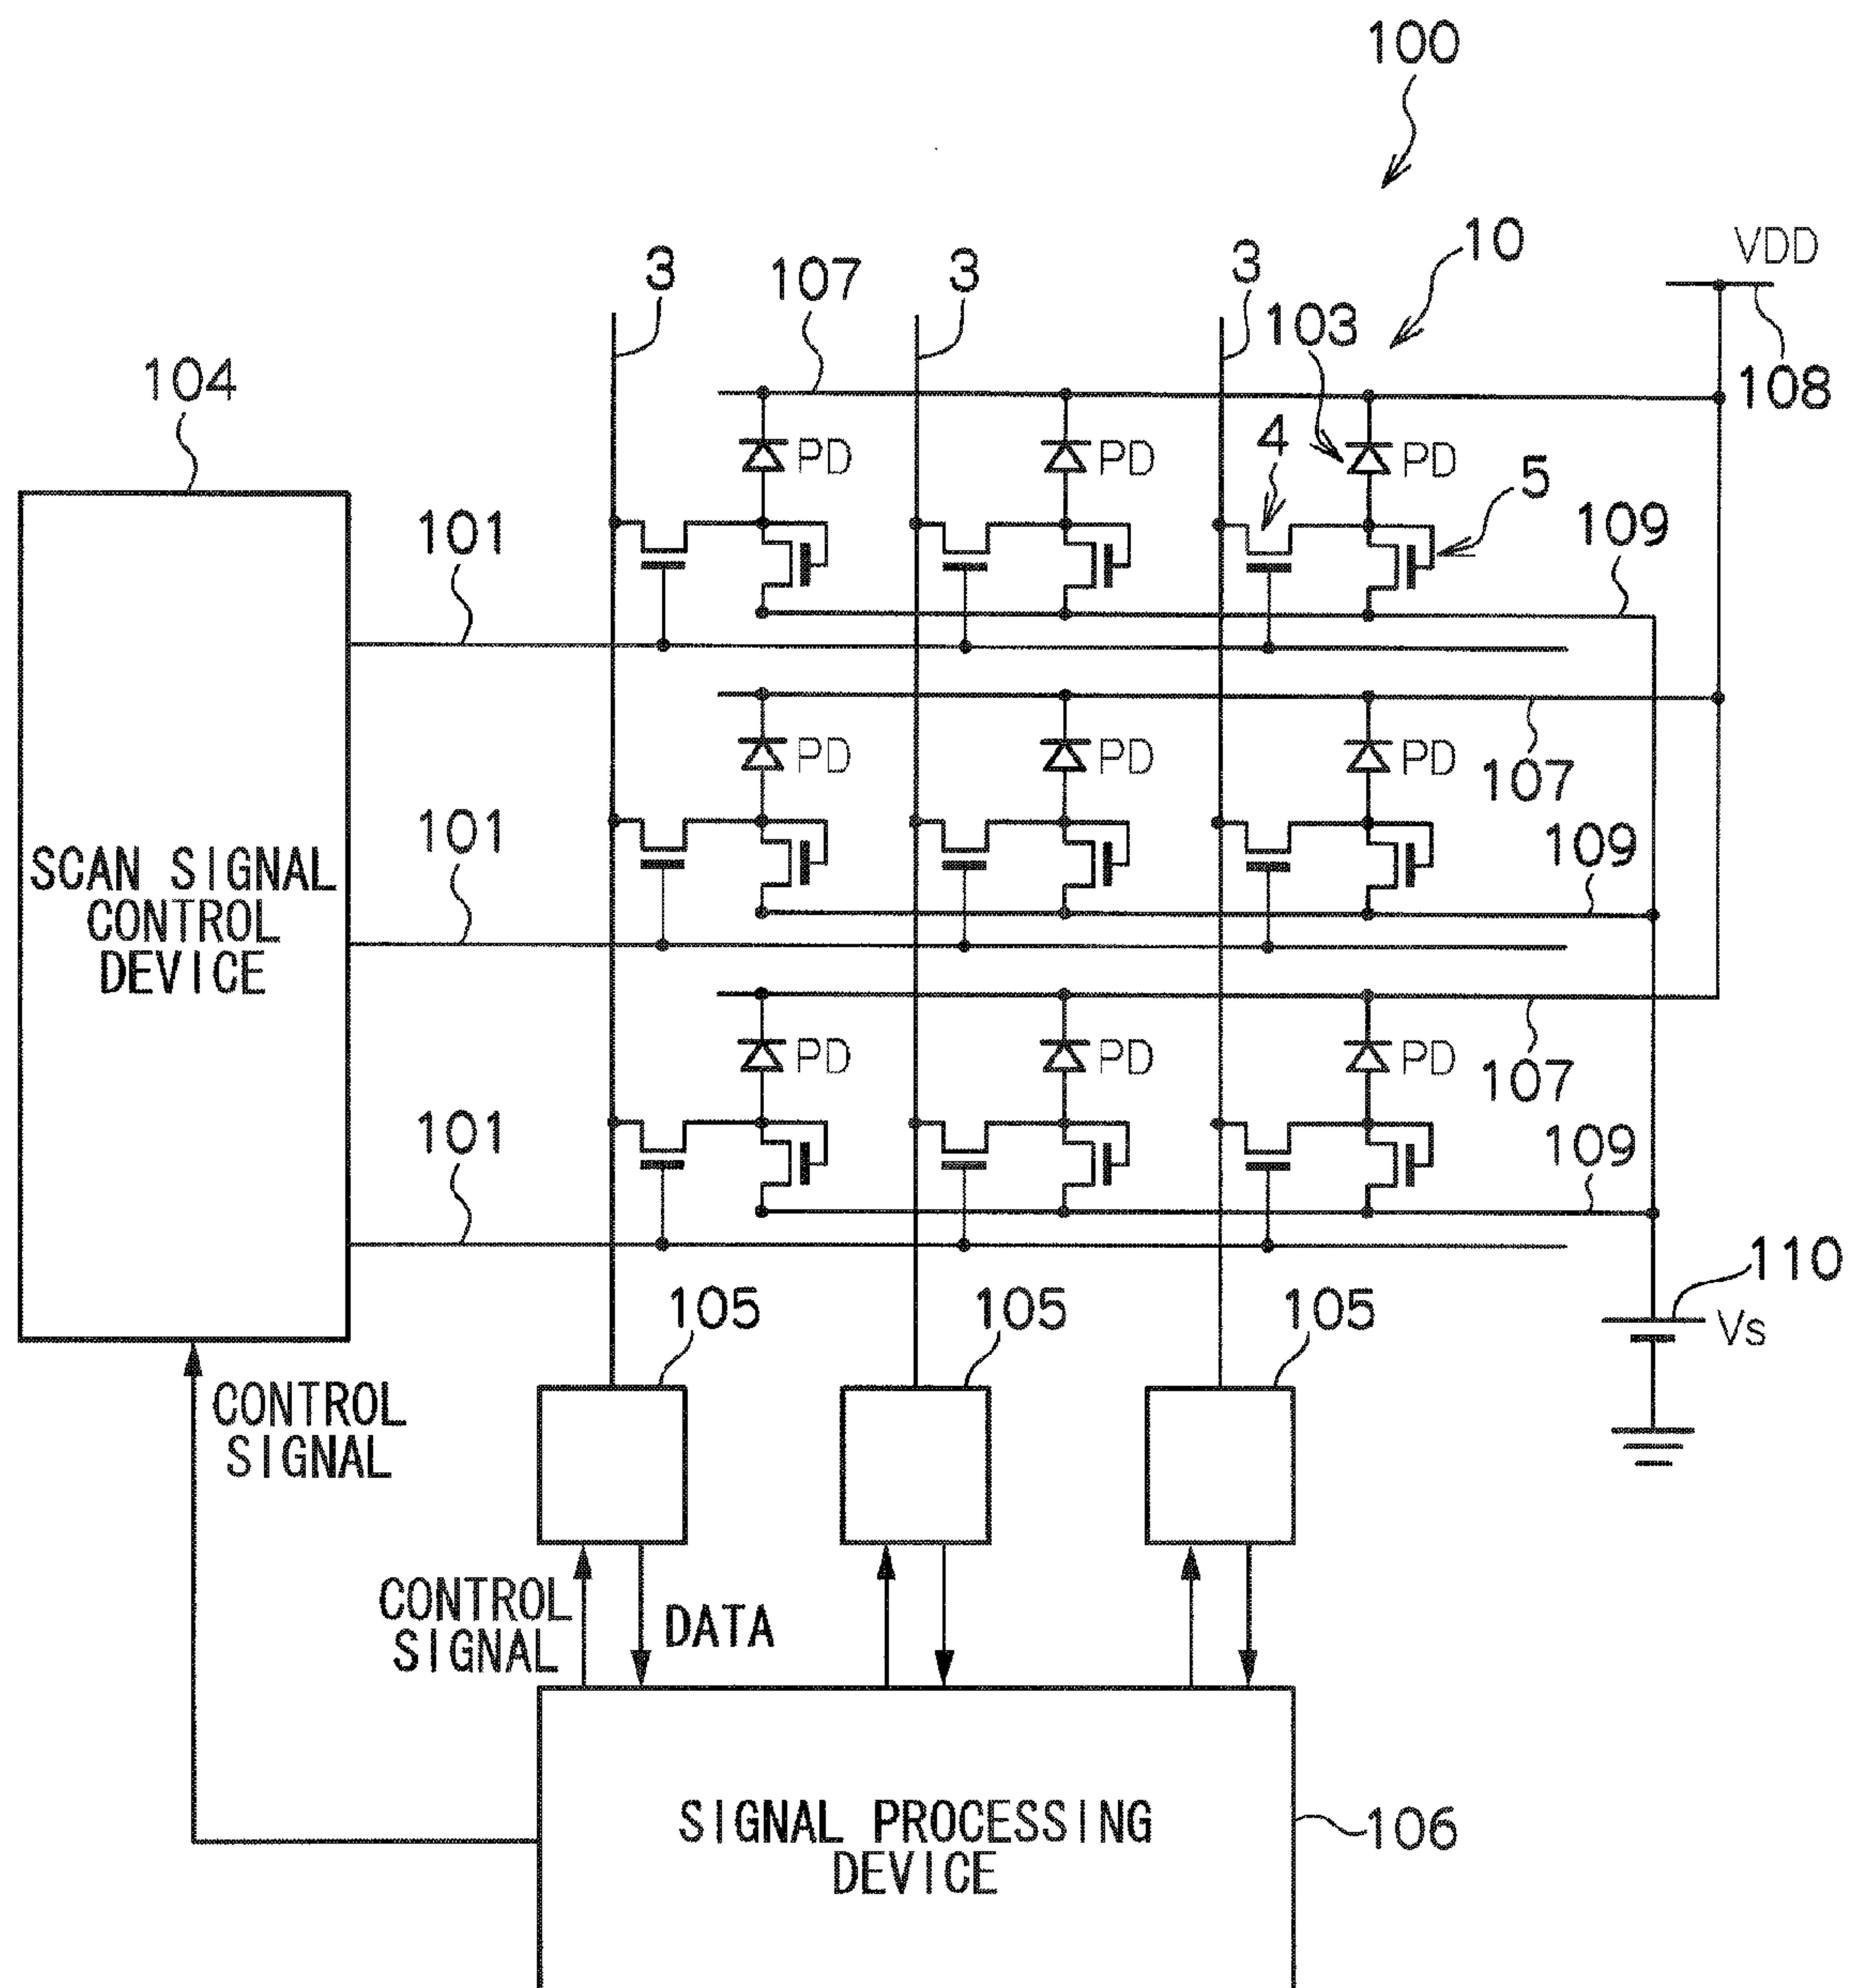 100
10
VDD
3
107
3
3
103
108
104
4
PD
PD
PD
5
101
109
PD
PD
PD
107
101
109
SCAN SIGNAL
CONTROL
DEVICE
PD
PD
PD
107
101
109
110
Vs
105
105
105
CONTROL
SIGNAL
CONTROL
SIGNAL
DATA
SIGNAL PROCESSING
DEVICE
106